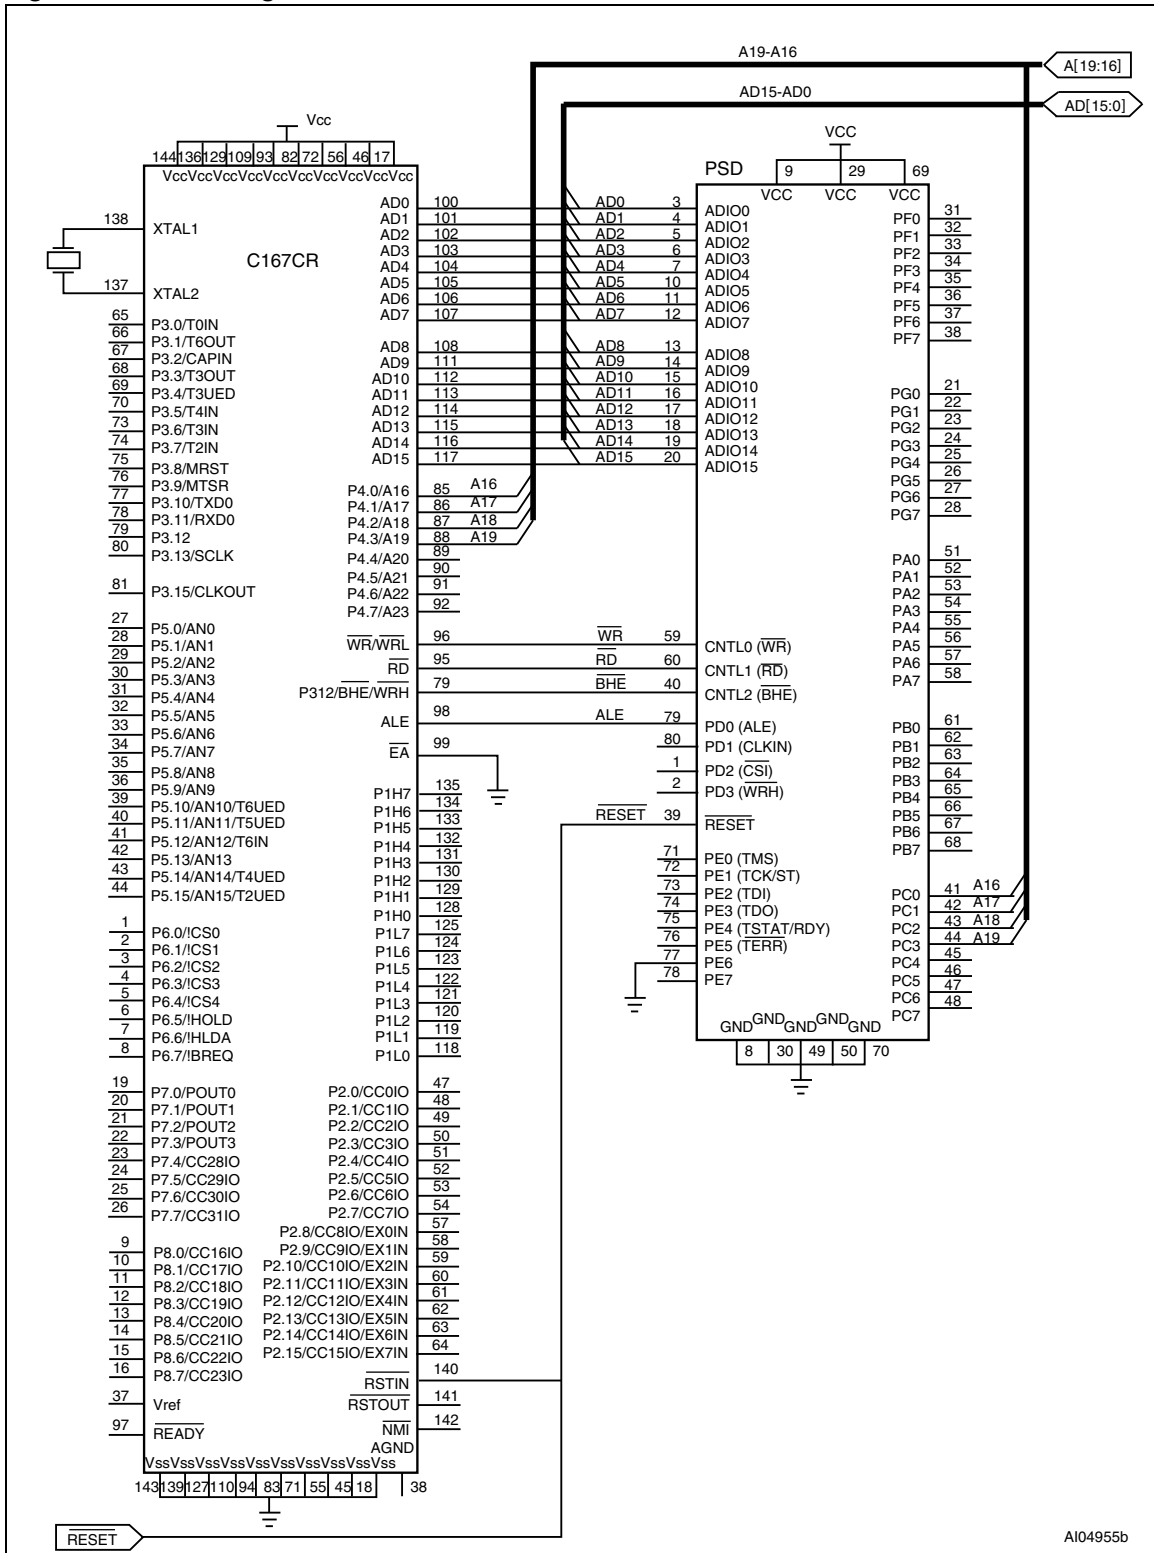 A19-A16
A[19:16]
AD15-AD0
AD[15:0]
Vcc
144 136 129 109 93 82 72 56 46 17
Vcc Vcc Vcc Vcc Vcc Vcc Vcc Vcc Vcc Vcc
C167CR
138 XTAL1
137 XTAL2
65 P3.0/T0IN
66 P3.1/T6OUT
67 P3.2/CAPIN
68 P3.3/T3OUT
69 P3.4/T3UED
70 P3.5/T4IN
73 P3.6/T3IN
74 P3.7/T2IN
75 P3.8/MRST
76 P3.9/MTSR
77 P3.10/TXD0
78 P3.11/RXD0
79 P3.12
80 P3.13/SCLK
81 P3.15/CLKOUT
27 P5.0/AN0
28 P5.1/AN1
29 P5.2/AN2
30 P5.3/AN3
31 P5.4/AN4
32 P5.5/AN5
33 P5.6/AN6
34 P5.7/AN7
35 P5.8/AN8
36 P5.9/AN9
39 P5.10/AN10/T6UED
40 P5.11/AN11/T5UED
41 P5.12/AN12/T6IN
42 P5.13/AN13
43 P5.14/AN14/T4UED
44 P5.15/AN15/T2UED
1 P6.0/!CS0
2 P6.1/!CS1
3 P6.2/!CS2
4 P6.3/!CS3
5 P6.4/!CS4
6 P6.5/!HOLD
7 P6.6/!HLDA
8 P6.7/!BREQ
19 P7.0/POUT0
20 P7.1/POUT1
21 P7.2/POUT2
22 P7.3/POUT3
23 P7.4/CC28IO
24 P7.5/CC29IO
25 P7.6/CC30IO
26 P7.7/CC31IO
9 P8.0/CC16IO
10 P8.1/CC17IO
11 P8.2/CC18IO
12 P8.3/CC19IO
13 P8.4/CC20IO
14 P8.5/CC21IO
15 P8.6/CC22IO
16 P8.7/CC23IO
37 Vref
97 READY
AD0 100
AD1 101
AD2 102
AD3 103
AD4 104
AD5 105
AD6 106
AD7 107
AD8 108
AD9 111
AD10 112
AD11 113
AD12 114
AD13 115
AD14 116
AD15 117
P4.0/A16 85 A16
P4.1/A17 86 A17
P4.2/A18 87 A18
P4.3/A19 88 A19
P4.4/A20 89
P4.5/A21 90
P4.6/A22 91
P4.7/A23 92
WR/WRL 96
RD 95
P312/BHE/WRH 79
ALE 98
EA 99
P1H7 135
P1H6 134
P1H5 133
P1H4 132
P1H3 131
P1H2 130
P1H1 129
P1H0 128
P1L7 125
P1L6 124
P1L5 123
P1L4 122
P1L3 121
P1L2 120
P1L1 119
P1L0 118
P2.0/CC0IO 47
P2.1/CC1IO 48
P2.2/CC2IO 49
P2.3/CC3IO 50
P2.4/CC4IO 51
P2.5/CC5IO 52
P2.6/CC6IO 53
P2.7/CC7IO 54
P2.8/CC8IO/EX0IN 57
P2.9/CC9IO/EX1IN 58
P2.10/CC10IO/EX2IN 59
P2.11/CC11IO/EX3IN 60
P2.12/CC12IO/EX4IN 61
P2.13/CC13IO/EX5IN 62
P2.14/CC14IO/EX6IN 63
P2.15/CC15IO/EX7IN 64
RSTIN 140
RSTOUT 141
NMI 142
AGND
Vss Vss Vss Vss Vss Vss Vss Vss Vss Vss
143 139 127 110 94 83 71 55 45 18 38
RESET
PSD
VCC
9 29 69
VCC VCC VCC
AD0 3 ADIO0
AD1 4 ADIO1
AD2 5 ADIO2
AD3 6 ADIO3
AD4 7 ADIO4
AD5 10 ADIO5
AD6 11 ADIO6
AD7 12 ADIO7
AD8 13 ADIO8
AD9 14 ADIO9
AD10 15 ADIO10
AD11 16 ADIO11
AD12 17 ADIO12
AD13 18 ADIO13
AD14 19 ADIO14
AD15 20 ADIO15
WR 59 CNTL0 (WR)
RD 60 CNTL1 (RD)
BHE 40 CNTL2 (BHE)
ALE 79 PD0 (ALE)
80 PD1 (CLKIN)
1 PD2 (CSI)
2 PD3 (WRH)
RESET 39 RESET
71 PE0 (TMS)
72 PE1 (TCK/ST)
73 PE2 (TDI)
74 PE3 (TDO)
75 PE4 (TSTAT/RDY)
76 PE5 (TERR)
77 PE6
78 PE7
PF0 31
PF1 32
PF2 33
PF3 34
PF4 35
PF5 36
PF6 37
PF7 38
PG0 21
PG1 22
PG2 23
PG3 24
PG4 25
PG5 26
PG6 27
PG7 28
PA0 51
PA1 52
PA2 53
PA3 54
PA4 55
PA5 56
PA6 57
PA7 58
PB0 61
PB1 62
PB2 63
PB3 64
PB4 65
PB5 66
PB6 67
PB7 68
PC0 41 A16
PC1 42 A17
PC2 43 A18
PC3 44 A19
PC4 45
PC5 46
PC6 47
PC7 48
GND GND GND GND GND
8 30 49 50 70
AI04955b